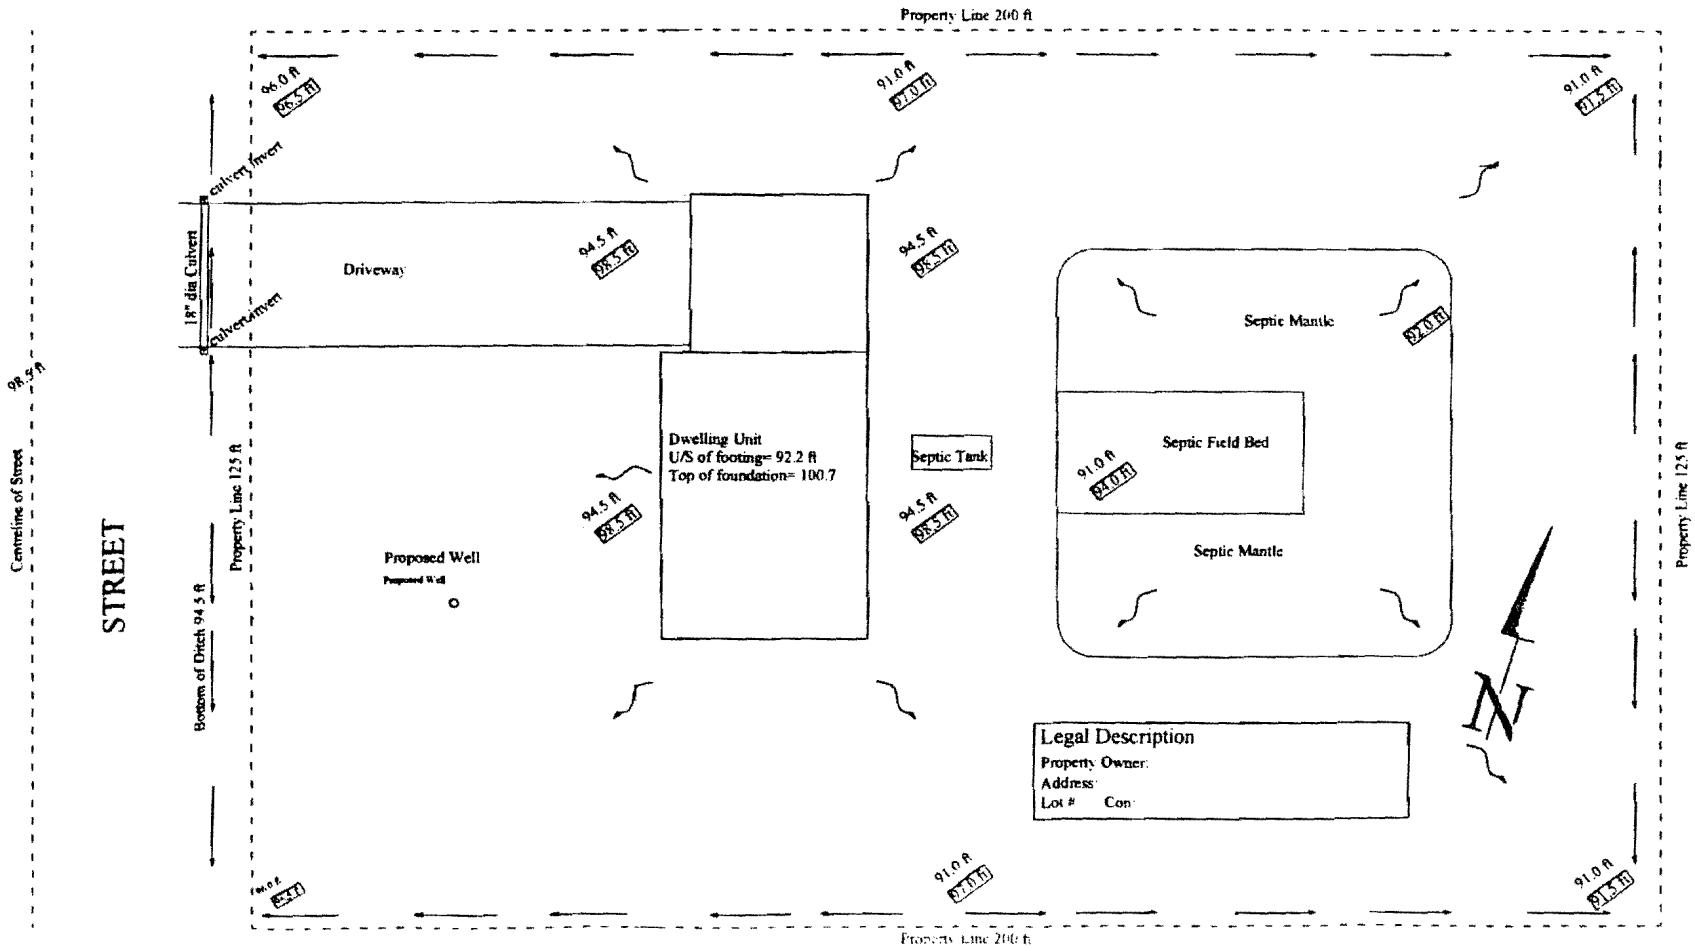 Property Line 200 ft
96.0 ft
96.5 ft
91.0 ft
97.0 ft
91.0 ft
91.5 ft
culvert invert
94.5 ft
98.5 ft
94.5 ft
98.5 ft
18" dia Culvert
Driveway
culvert invert
Septic Mantle
92.0 ft
98.5 ft
Centreline of Street
STREET
Property Line 125 ft
Bottom of Ditch 94.5 ft
Dwelling Unit
U/S of footing= 92.2 ft
Top of foundation= 100.7
Septic Tank
Septic Field Bed
91.0 ft
94.0 ft
94.5 ft
98.5 ft
94.5 ft
98.5 ft
Property Line 125 ft
Proposed Well
Proposed Well
Septic Mantle
N
Legal Description
Property Owner:
Address:
Lot # Con:
96.0 ft
91.0 ft
97.0 ft
91.0 ft
91.5 ft
Property Line 200 ft